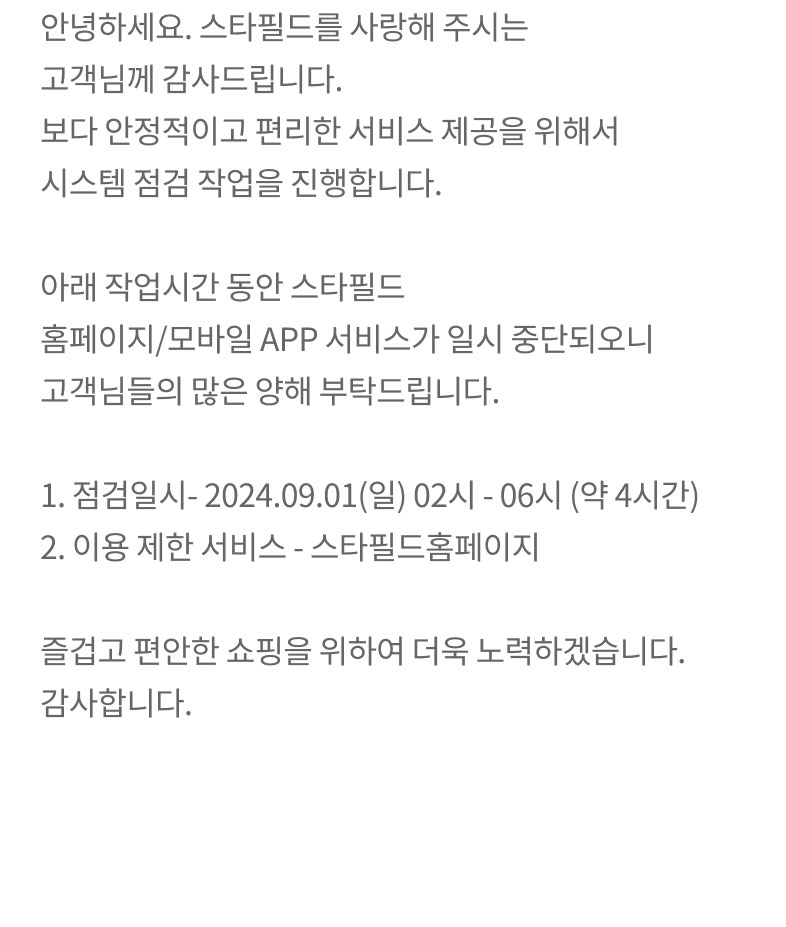 안녕하세요. 스타필드를 사랑해 주시는
고객님께 감사드립니다.
보다 안정적이고 편리한 서비스 제공을 위해서
시스템 점검 작업을 진행합니다.
아래 작업시간 동안 스타필드
홈페이지/모바일 APP 서비스가 일시 중단되오니
고객님들의 많은 양해 부탁드립니다.
1. 점검일시- 2024.09.01(일) 02시 - 06시 (약 4시간)
2. 이용 제한 서비스 - 스타필드홈페이지
즐겁고 편안한 쇼핑을 위하여 더욱 노력하겠습니다.
감사합니다.